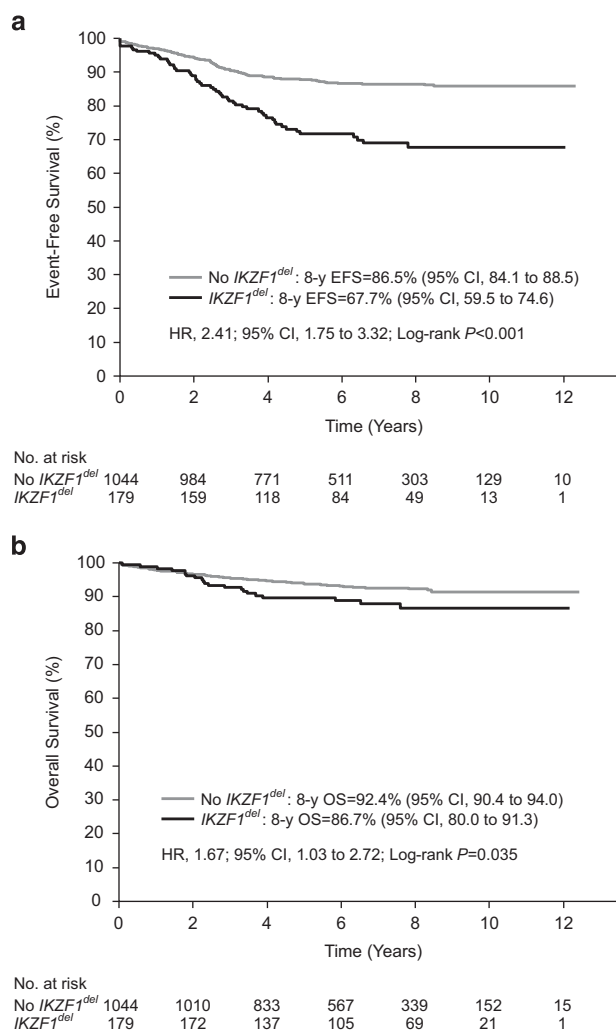 a
100
90
80
70
60
50
40
30
20
10
0
Event-Free Survival (%)
No IKZF1del: 8-y EFS=86.5% (95% CI, 84.1 to 88.5)
IKZF1del: 8-y EFS=67.7% (95% CI, 59.5 to 74.6)
HR, 2.41; 95% CI, 1.75 to 3.32; Log-rank P<0.001
0 2 4 6 8 10 12
Time (Years)
No. at risk
No IKZF1del 1044 984 771 511 303 129 10
IKZF1del 179 159 118 84 49 13 1
b
100
90
80
70
60
50
40
30
20
10
0
Overall Survival (%)
No IKZF1del: 8-y OS=92.4% (95% CI, 90.4 to 94.0)
IKZF1del: 8-y OS=86.7% (95% CI, 80.0 to 91.3)
HR, 1.67; 95% CI, 1.03 to 2.72; Log-rank P=0.035
0 2 4 6 8 10 12
Time (Years)
No. at risk
No IKZF1del 1044 1010 833 567 339 152 15
IKZF1del 179 172 137 105 69 21 1